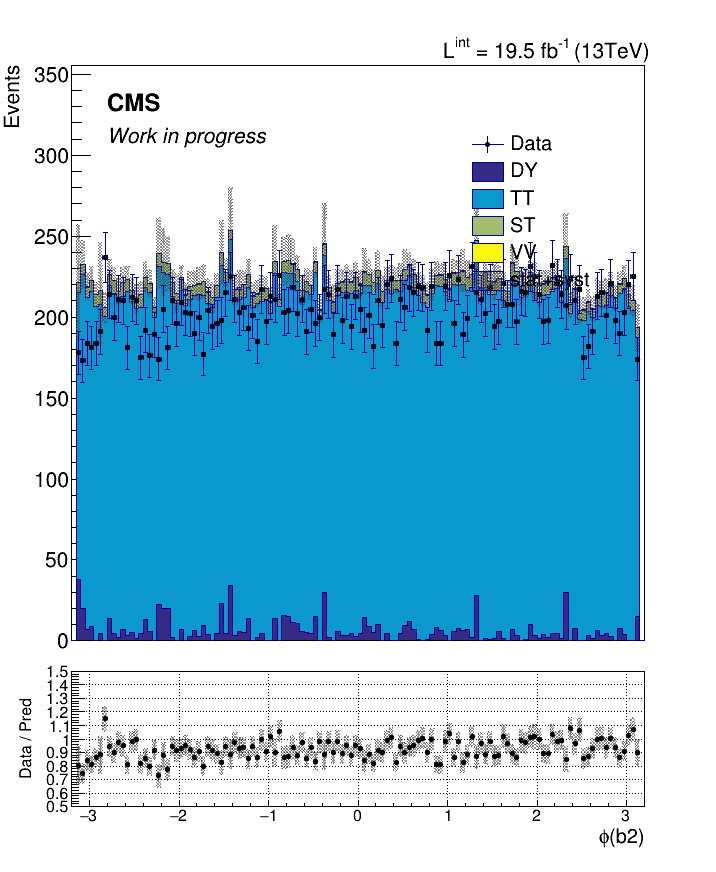 L^int = 19.5 fb^-1 (13TeV)
Events
350
300
250
200
150
100
50
0
CMS
Work in progress
Data
DY
TT
ST
VV
stat+syst
Data / Pred
1.5
1.4
1.3
1.2
1.1
1
0.9
0.8
0.7
0.6
0.5
−3 −2 −1 0 1 2 3
ϕ(b2)